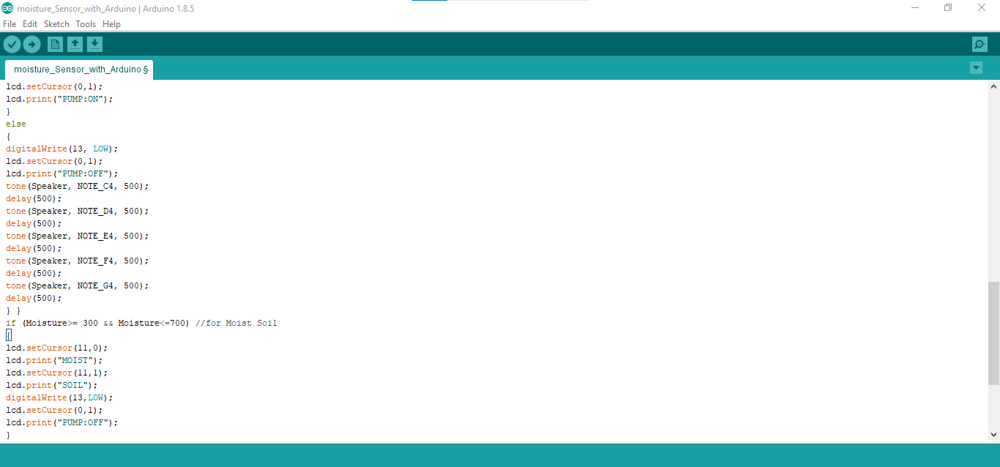 moisture_Sensor_with_Arduino | Arduino 1.8.5
File Edit Sketch Tools Help
moisture_Sensor_with_Arduino §
lcd.setCursor(0,1);
lcd.print("PUMP:ON");
}
else
{
digitalWrite(13, LOW);
lcd.setCursor(0,1);
lcd.print("PUMP:OFF");
tone(Speaker, NOTE_C4, 500);
delay(500);
tone(Speaker, NOTE_D4, 500);
delay(500);
tone(Speaker, NOTE_E4, 500);
delay(500);
tone(Speaker, NOTE_F4, 500);
delay(500);
tone(Speaker, NOTE_G4, 500);
delay(500);
} }
if (Moisture>= 300 && Moisture<=700) //for Moist Soil
{
lcd.setCursor(11,0);
lcd.print("MOIST");
lcd.setCursor(11,1);
lcd.print("SOIL");
digitalWrite(13,LOW);
lcd.setCursor(0,1);
lcd.print("PUMP:OFF");
}